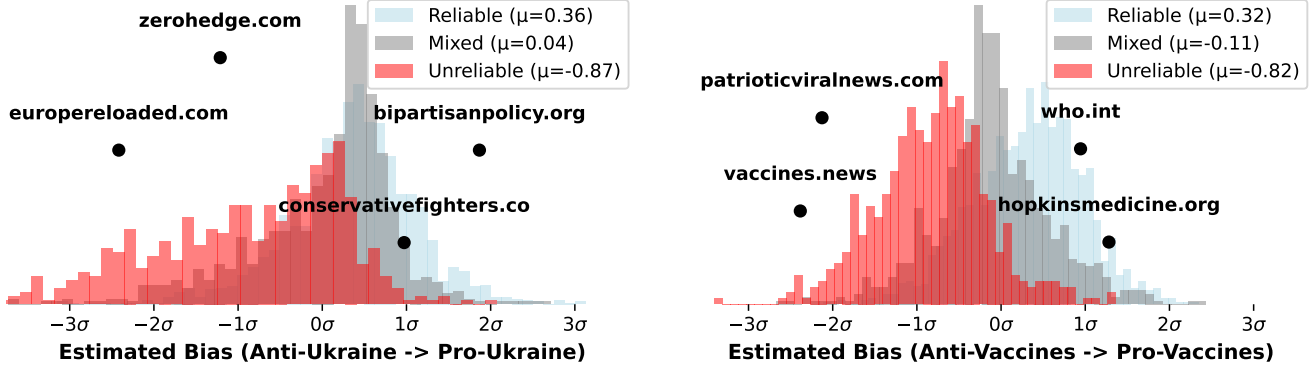 zerohedge.com
europereloaded.com
bipartisanpolicy.org
conservativefighters.co
Reliable (μ=0.36)
Mixed (μ=0.04)
Unreliable (μ=-0.87)
−3σ −2σ −1σ 0σ 1σ 2σ 3σ
Estimated Bias (Anti-Ukraine -> Pro-Ukraine)
patrioticviralnews.com
who.int
vaccines.news
hopkinsmedicine.org
Reliable (μ=0.32)
Mixed (μ=-0.11)
Unreliable (μ=-0.82)
−3σ −2σ −1σ 0σ 1σ 2σ 3σ
Estimated Bias (Anti-Vaccines -> Pro-Vaccines)